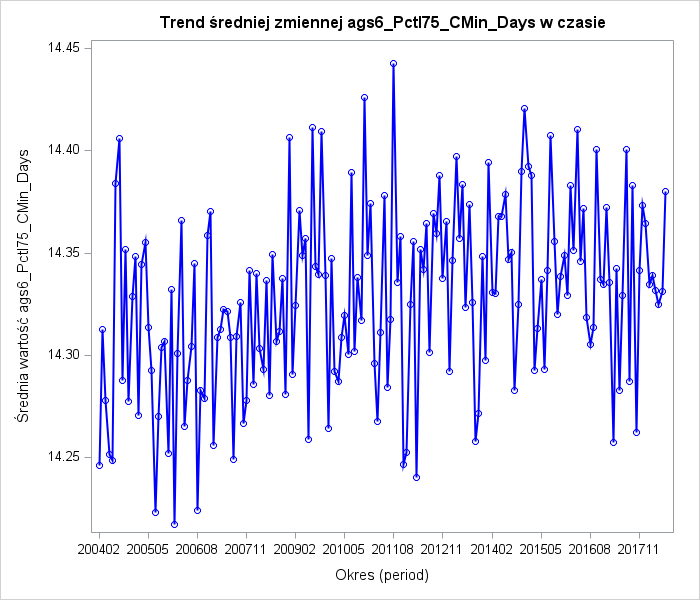 Trend średniej zmiennej ags6_Pctl75_CMin_Days w czasie
Średnia wartość ags6_Pctl75_CMin_Days
14.45
14.40
14.35
14.30
14.25
200402 200505 200608 200711 200902 201005 201108 201211 201402 201505 201608 201711
Okres (period)